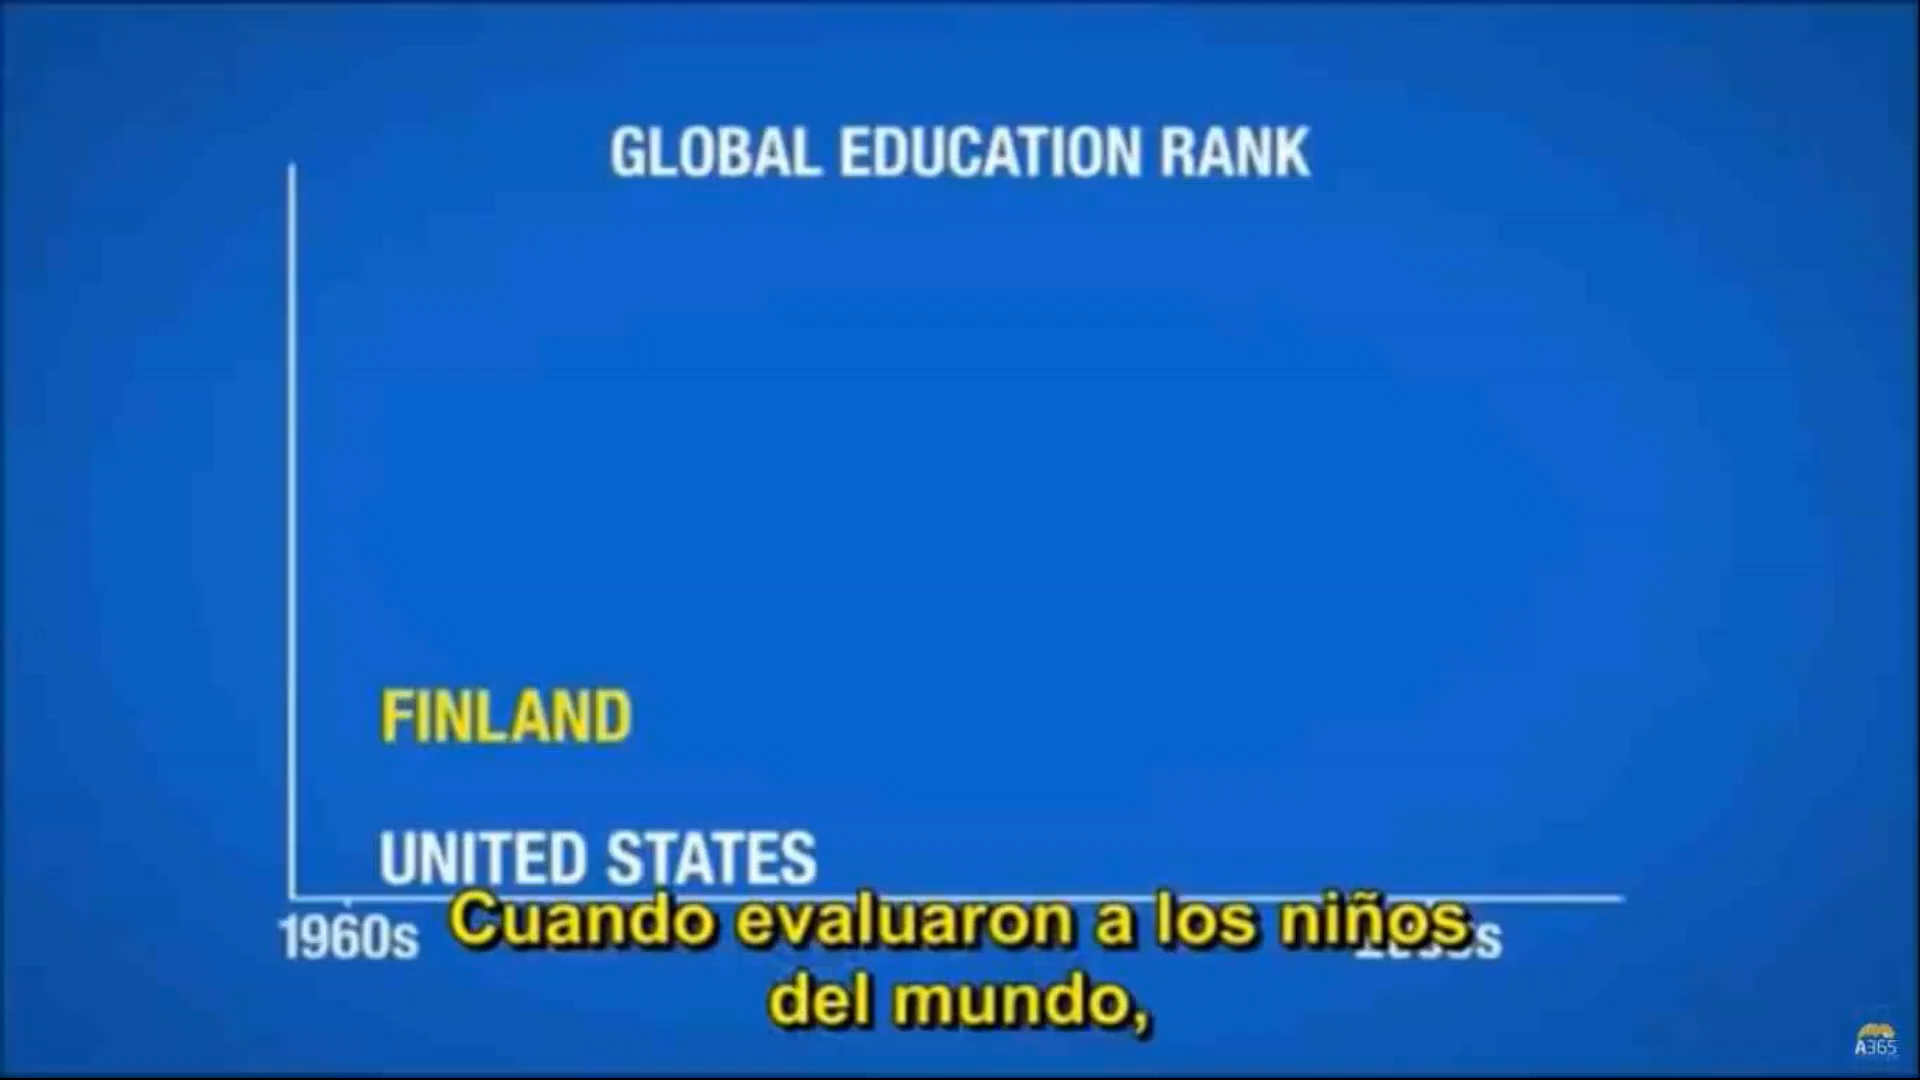 GLOBAL EDUCATION RANK
FINLAND
UNITED STATES
1960s
Cuando evaluaron a los niños
del mundo,
A365